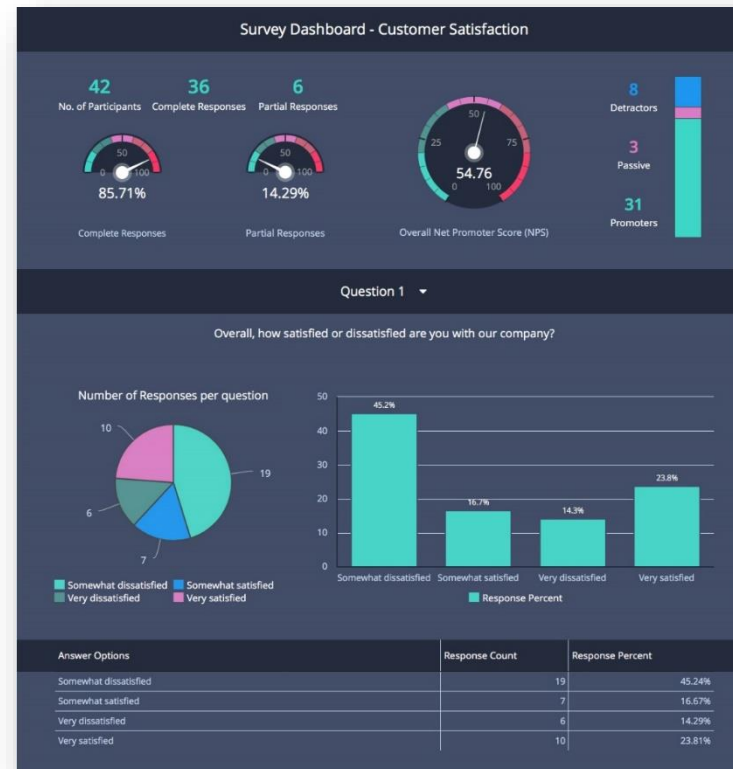 Survey Dashboard - Customer Satisfaction
42 36 6
No. of Participants Complete Responses Partial Responses
0 50 100
85.71%
Complete Responses
0 50 100
14.29%
Partial Responses
0 25 50 75 100
54.76
Overall Net Promoter Score (NPS)
8
Detractors
3
Passive
31
Promoters
Question 1
Overall, how satisfied or dissatisfied are you with our company?
Number of Responses per question
10
19
6
7
Somewhat dissatisfied Somewhat satisfied
Very dissatisfied Very satisfied
50
40
30
20
10
0
45.2%
16.7%
14.3%
23.8%
Somewhat dissatisfied Somewhat satisfied Very dissatisfied Very satisfied
Response Percent
Answer Options Response Count Response Percent
Somewhat dissatisfied 19 45.24%
Somewhat satisfied 7 16.67%
Very dissatisfied 6 14.29%
Very satisfied 10 23.81%